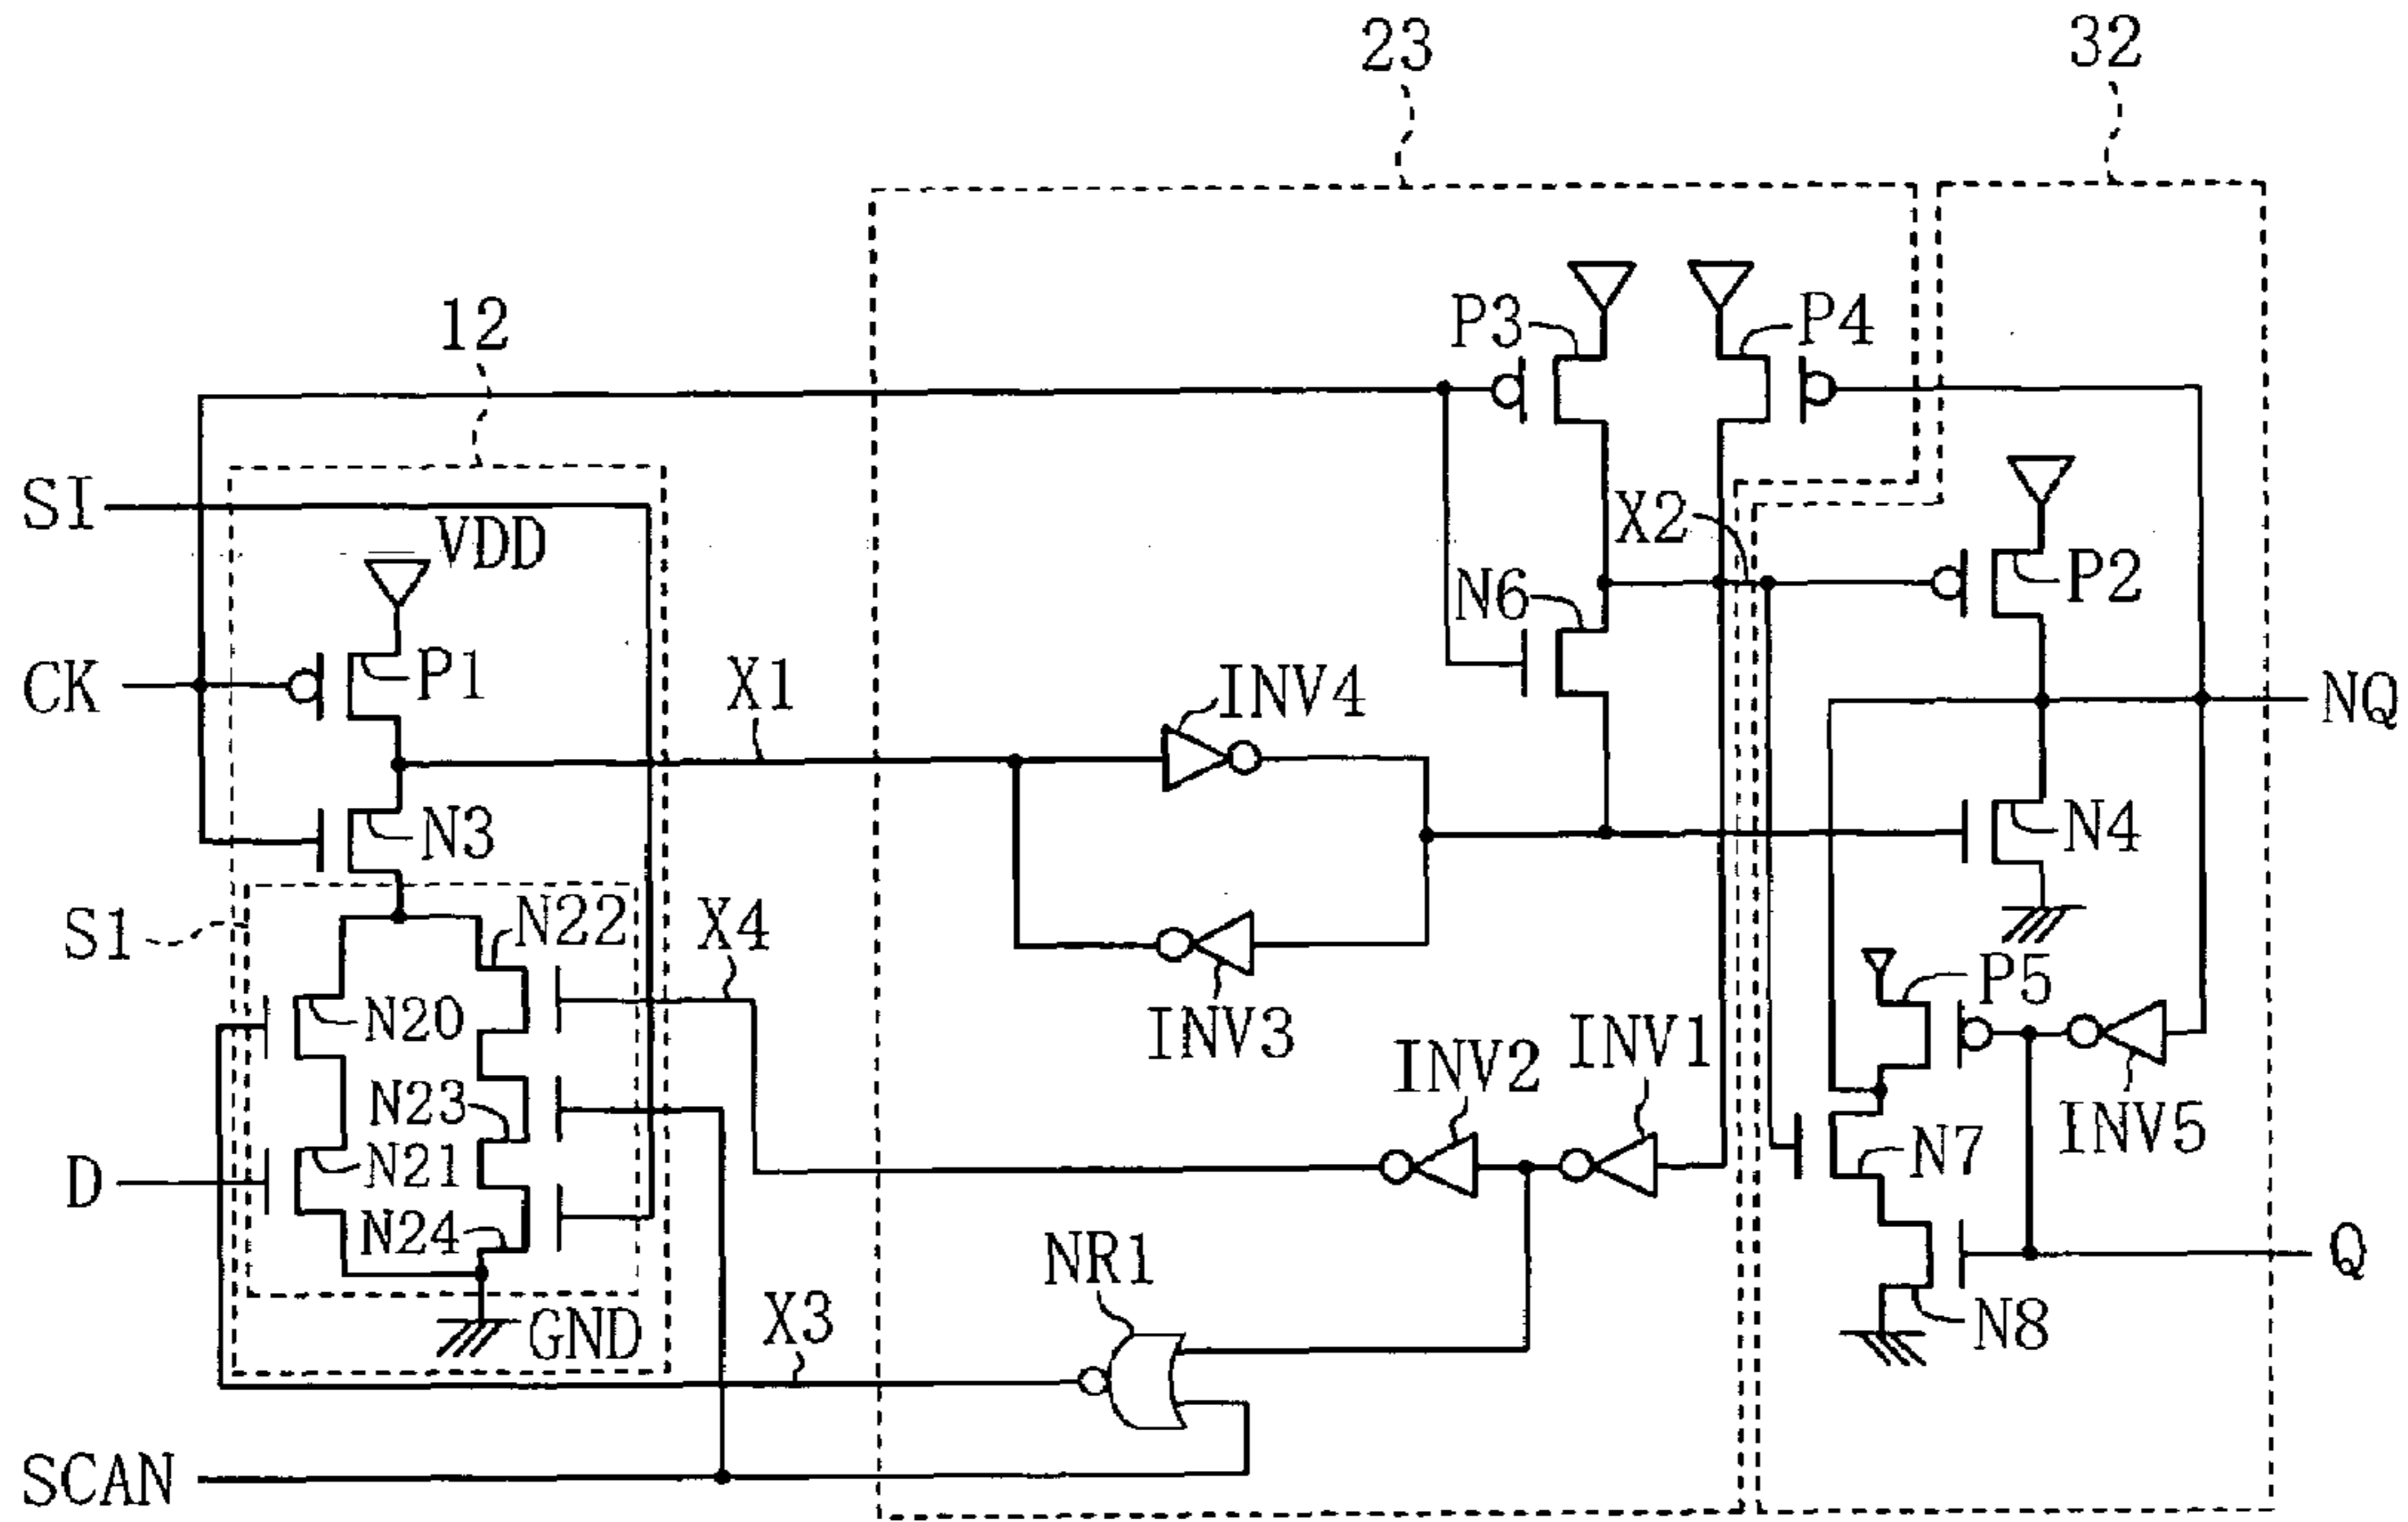 23
32
12
P3
P4
SI
VDD
X2
P2
N6
CK
P1
X1
INV4
NQ
N3
N4
S1
N22
X4
P5
N20
INV3
INV2
INV1
N23
INV5
D
N21
N7
N24
NR1
Q
GND
X3
N8
SCAN